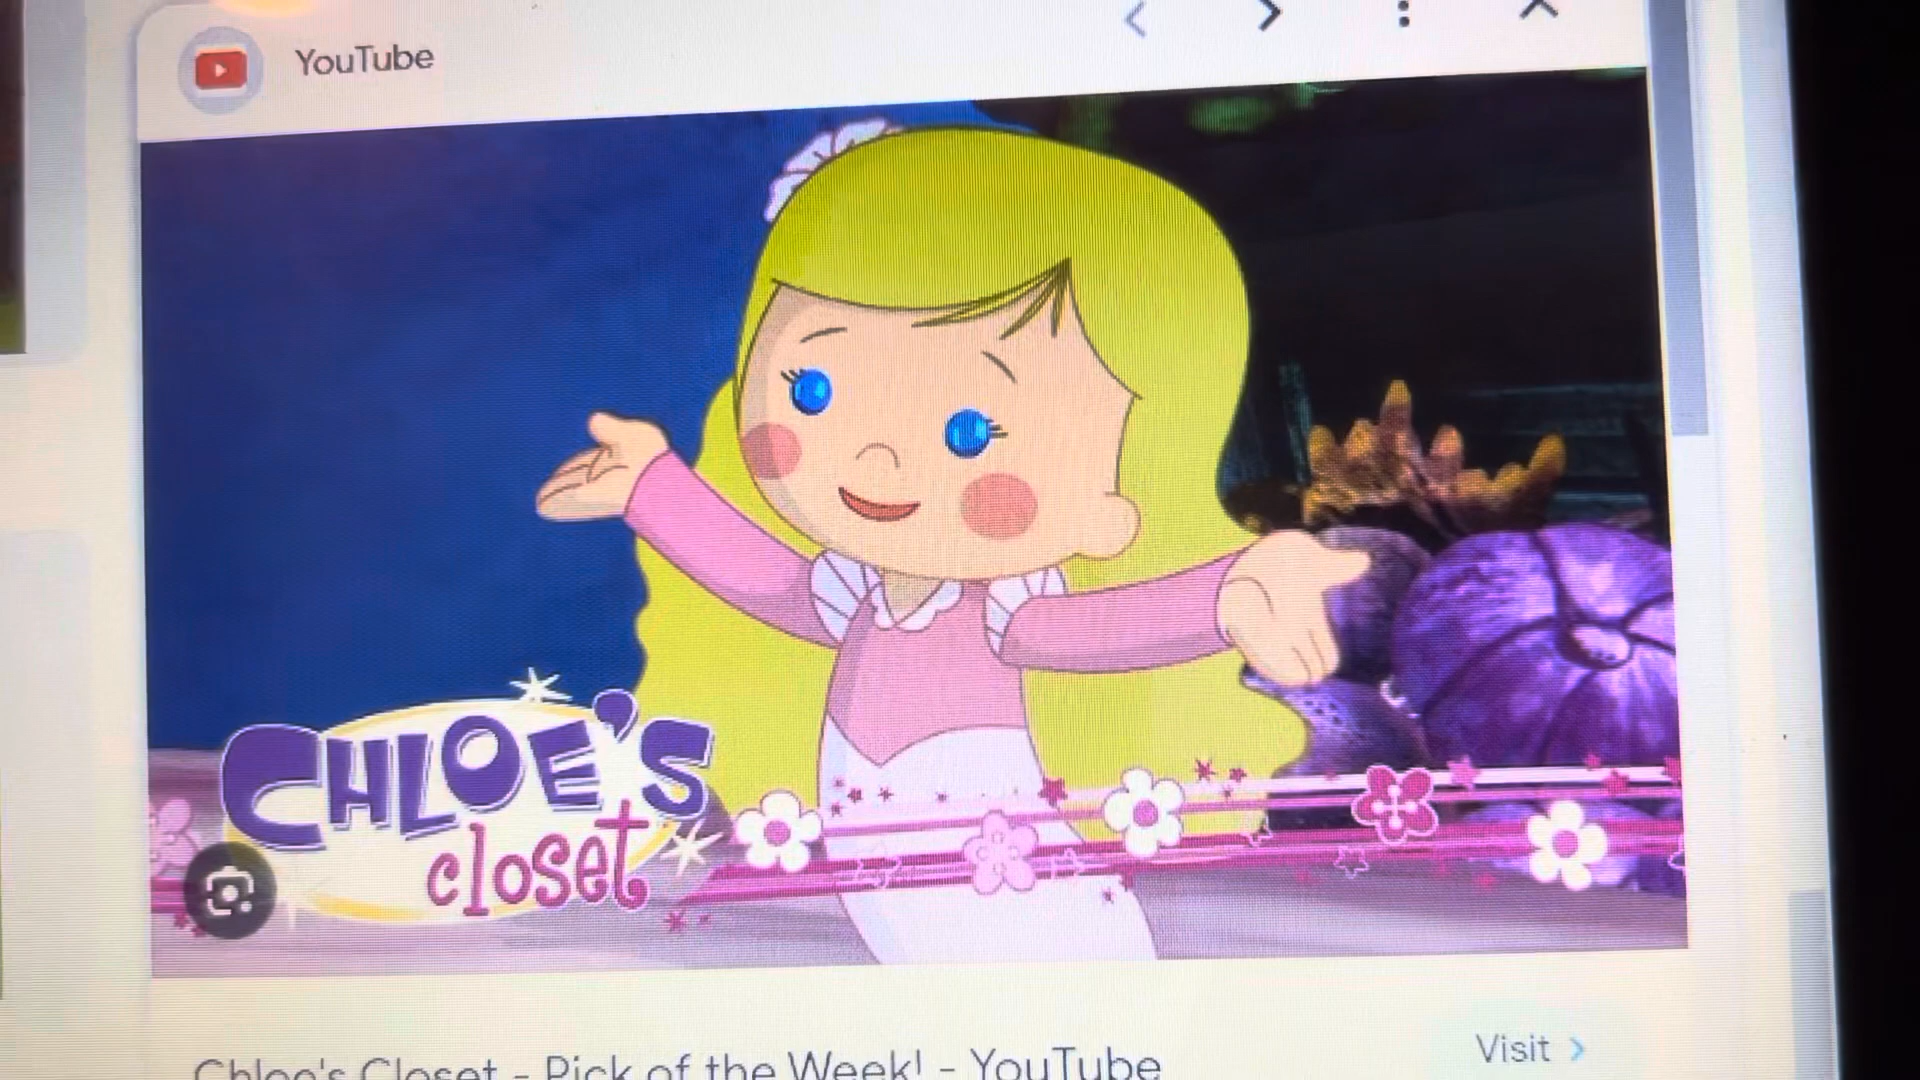 YouTube
CHLOE'S
closet
Chloe's Closet - Pick of the Week! - YouTube
Visit